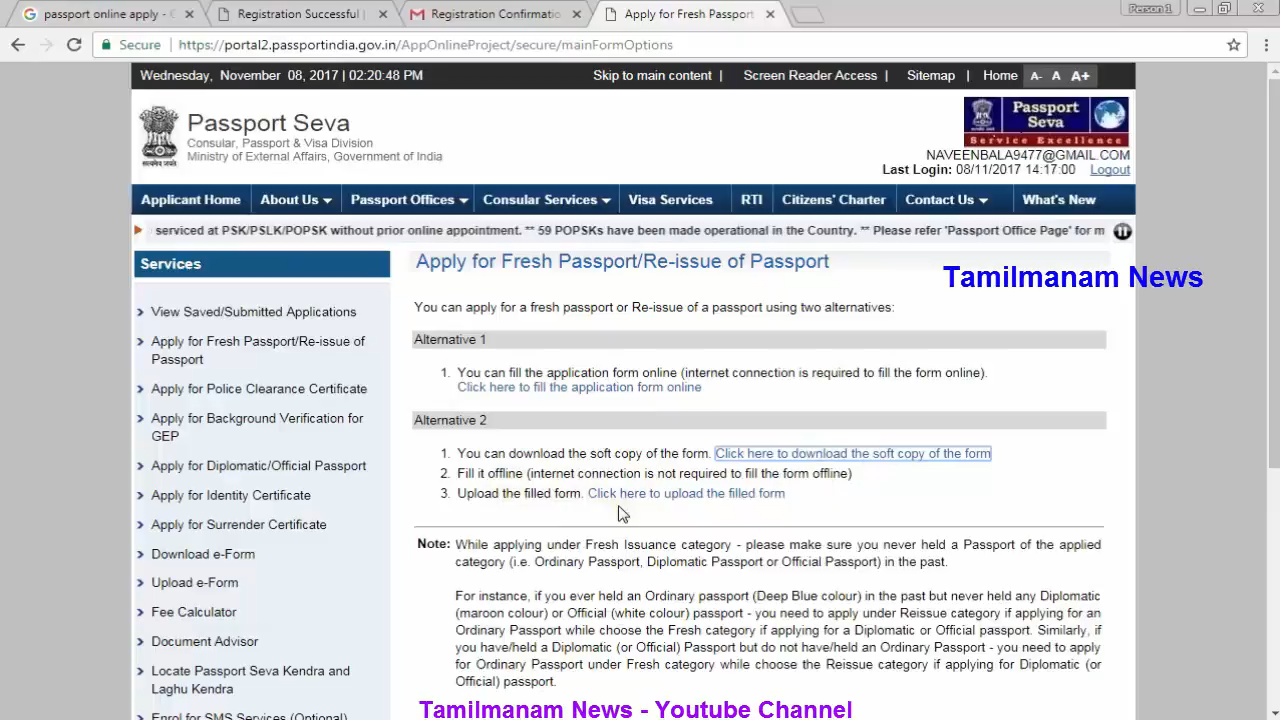 passport online apply -
Registration Successful
Registration Confirmatio
Apply for Fresh Passport
Person 1
Secure
https://portal2.passportindia.gov.in/AppOnlineProject/secure/mainFormOptions
Wednesday, November 08, 2017 | 02:20:48 PM
Skip to main content |
Screen Reader Access |
Sitemap |
Home
A- A A+
Passport Seva
Consular, Passport & Visa Division
Ministry of External Affairs, Government of India
Passport
Seva
Service Excellence
NAVEENBALA9477@GMAIL.COM
Last Login: 08/11/2017 14:17:00 Logout
Applicant Home
About Us
Passport Offices
Consular Services
Visa Services
RTI
Citizens' Charter
Contact Us
What's New
serviced at PSK/PSLK/POPSK without prior online appointment. ** 59 POPSKs have been made operational in the Country. ** Please refer 'Passport Office Page' for m
Services
View Saved/Submitted Applications
Apply for Fresh Passport/Re-issue of
Passport
Apply for Police Clearance Certificate
Apply for Background Verification for
GEP
Apply for Diplomatic/Official Passport
Apply for Identity Certificate
Apply for Surrender Certificate
Download e-Form
Upload e-Form
Fee Calculator
Document Advisor
Locate Passport Seva Kendra and
Laghu Kendra
Enrol for SMS Services (Optional)
Apply for Fresh Passport/Re-issue of Passport
Tamilmanam News
You can apply for a fresh passport or Re-issue of a passport using two alternatives:
Alternative 1
1. You can fill the application form online (internet connection is required to fill the form online).
Click here to fill the application form online
Alternative 2
1. You can download the soft copy of the form. Click here to download the soft copy of the form
2. Fill it offline (internet connection is not required to fill the form offline)
3. Upload the filled form. Click here to upload the filled form
Note: While applying under Fresh Issuance category - please make sure you never held a Passport of the applied
category (i.e. Ordinary Passport, Diplomatic Passport or Official Passport) in the past.
For instance, if you ever held an Ordinary passport (Deep Blue colour) in the past but never held any Diplomatic
(maroon colour) or Official (white colour) passport - you need to apply under Reissue category if applying for an
Ordinary Passport while choose the Fresh category if applying for a Diplomatic or Official passport. Similarly, if
you have/held a Diplomatic (or Official) Passport but do not have/held an Ordinary Passport - you need to apply
for Ordinary Passport under Fresh category while choose the Reissue category if applying for Diplomatic (or
Official) passport.
Tamilmanam News - Youtube Channel